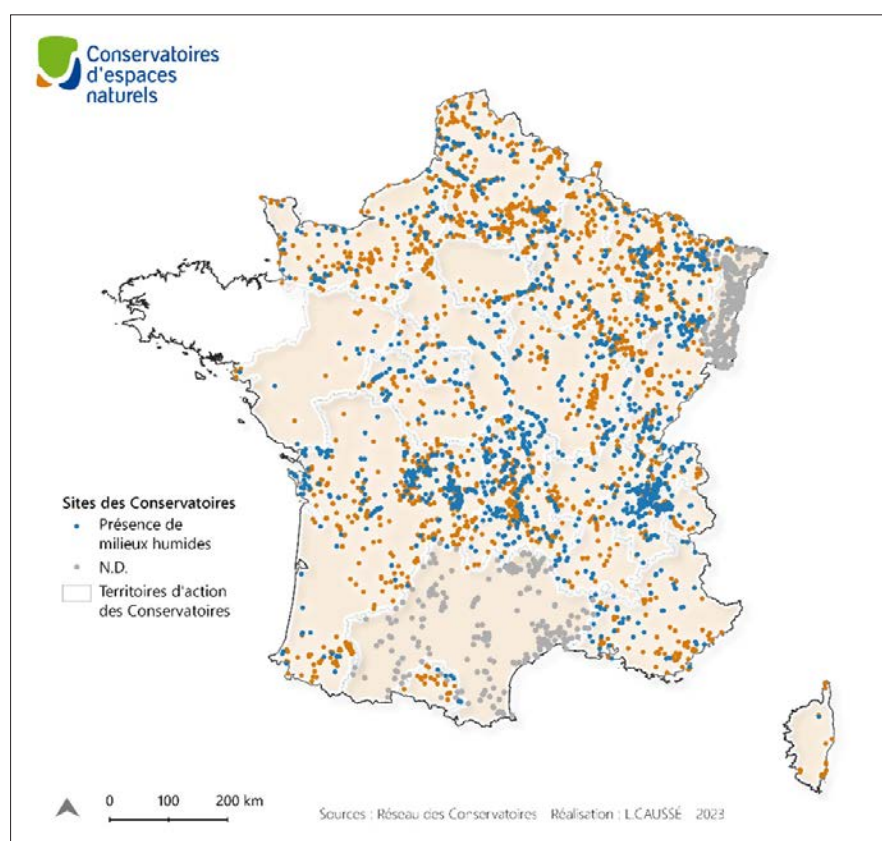 Conservatoires
d'espaces
naturels
Sites des Conservatoires
Présence de
milieux humides
N.D.
Territoires d'action
des Conservatoires
0 100 200 km
Sources : Réseau des Conservatoires Réalisation : L.CAUSSÉ 2023